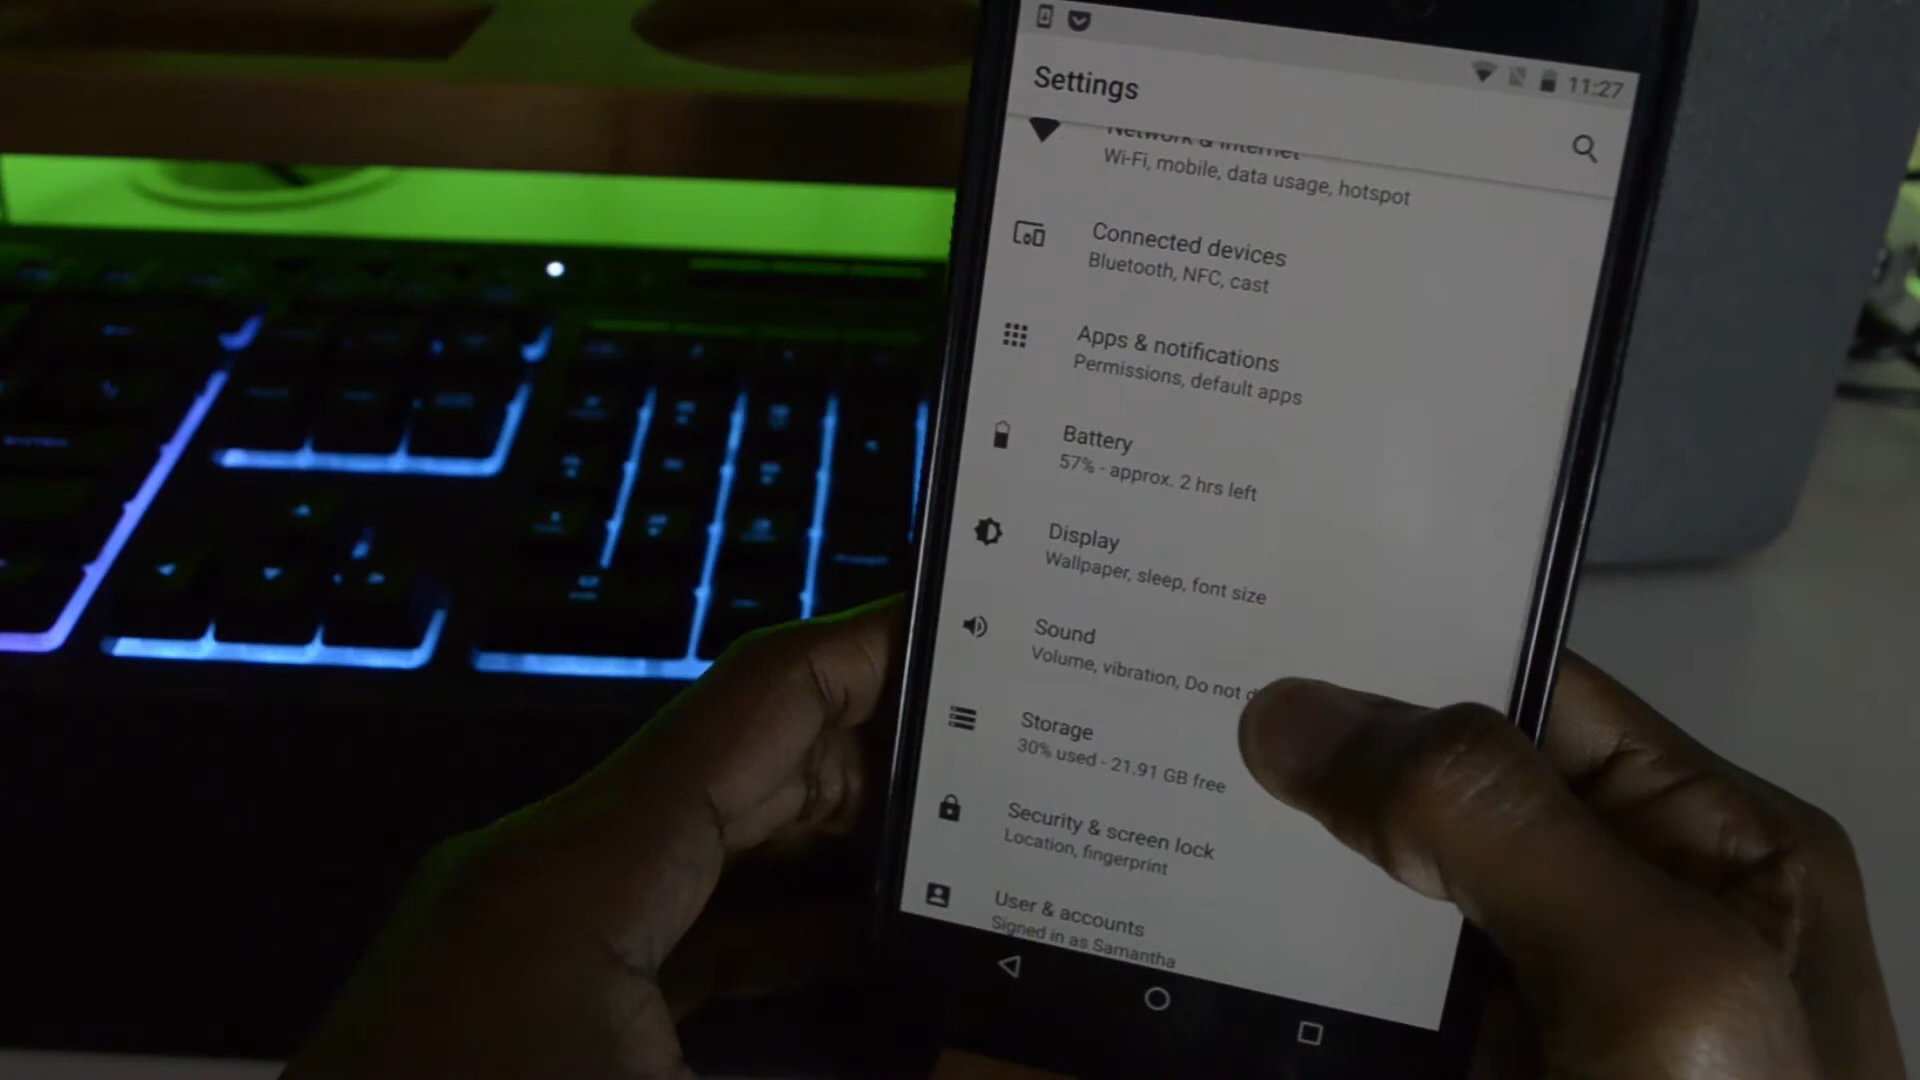 11:27
Settings
Network & Internet
Wi-Fi, mobile, data usage, hotspot
Connected devices
Bluetooth, NFC, cast
Apps & notifications
Permissions, default apps
Battery
57% - approx. 2 hrs left
Display
Wallpaper, sleep, font size
Sound
Volume, vibration, Do not d
Storage
30% used - 21.91 GB free
Security & screen lock
Location, fingerprint
User & accounts
Signed in as Samantha